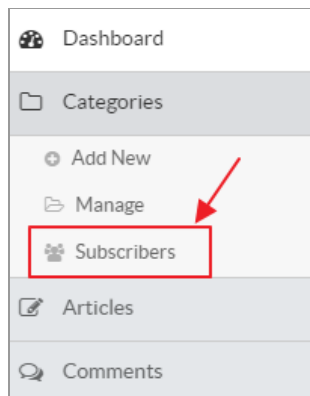 Dashboard
Categories
Add New
Manage
Subscribers
Articles
Comments